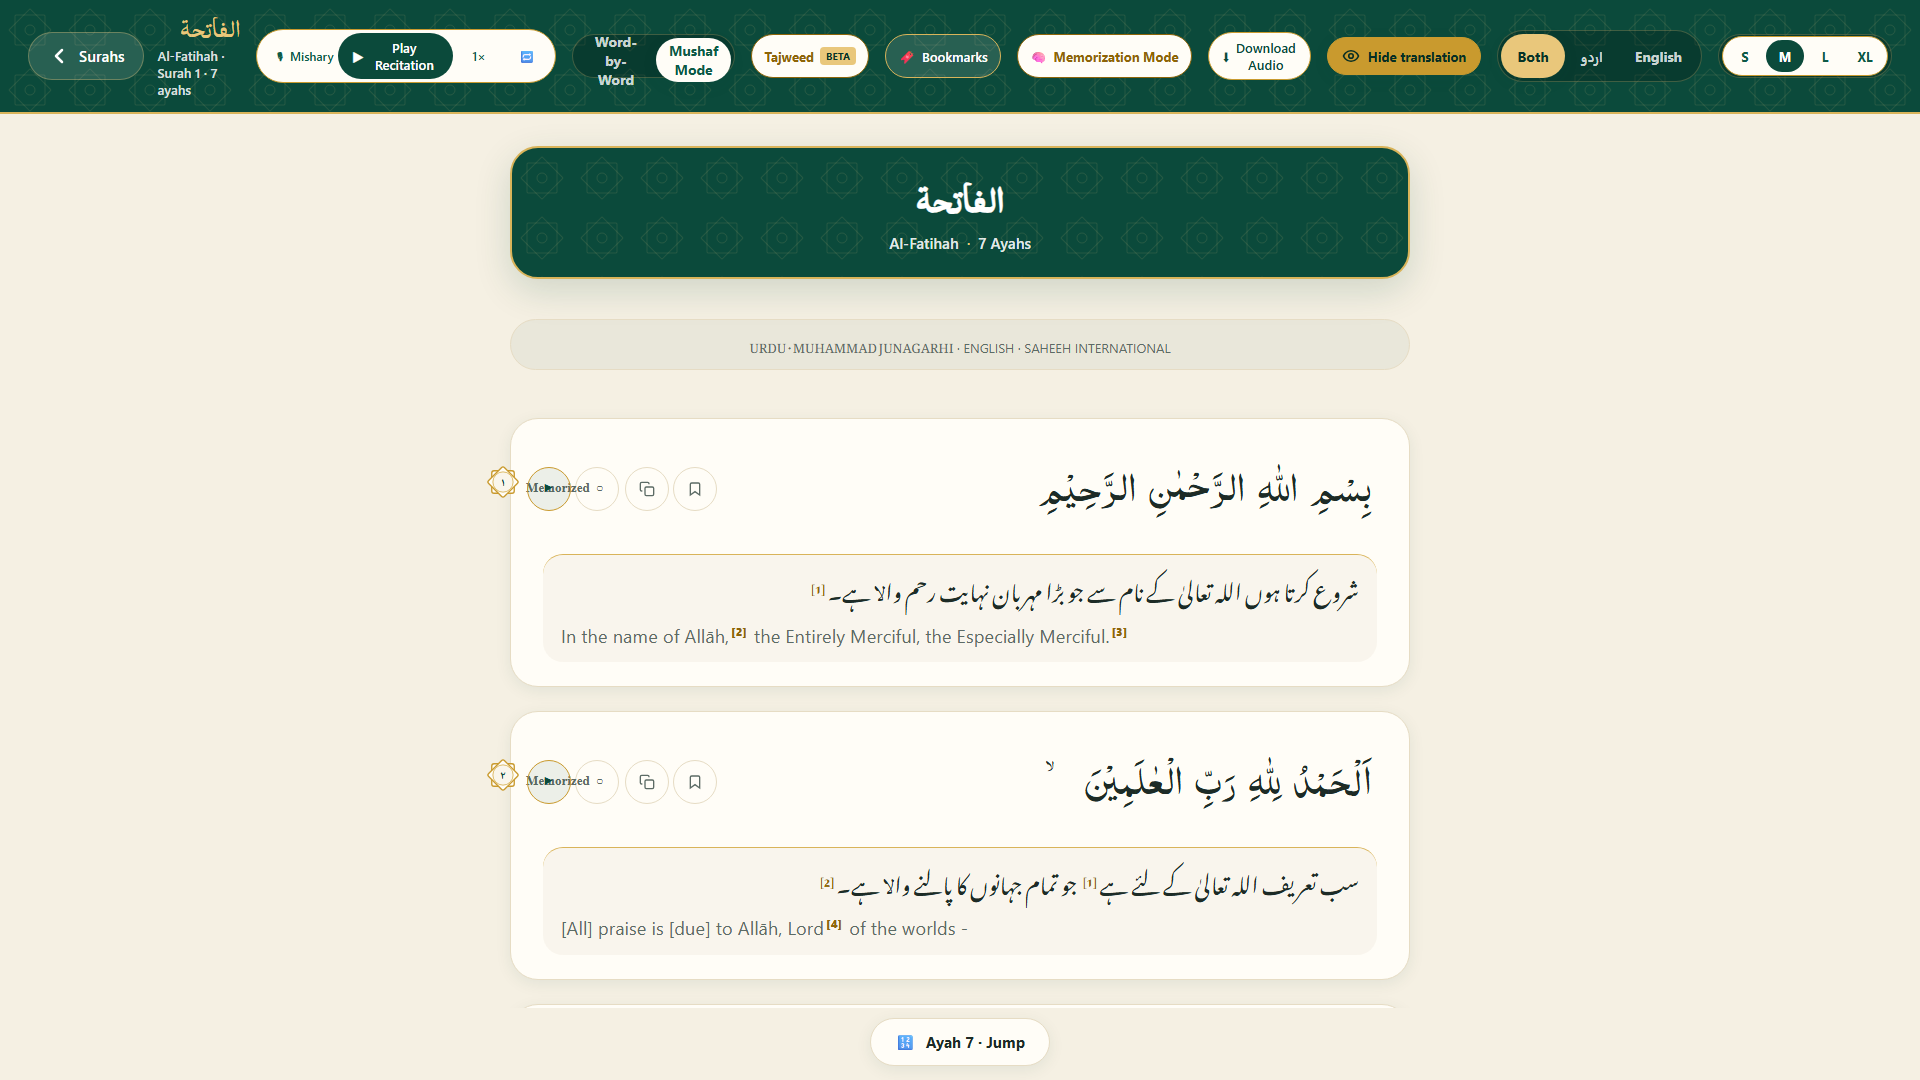 Surahs
الفاتحة
Al-Fatihah ·
Surah 1 · 7
ayahs
Mishary
Play
Recitation
1×
Word-
by-
Word
Mushaf
Mode
Tajweed BETA
Bookmarks
Memorization Mode
Download
Audio
Hide translation
Both
اردو
English
S
M
L
XL
الفاتحة
Al-Fatihah · 7 Ayahs
URDU · MUHAMMAD JUNAGARHI · ENGLISH · SAHEEH INTERNATIONAL
١
Memorized
بِسْمِ اللّٰهِ الرَّحْمٰنِ الرَّحِيْمِ
شروع کرتا ہوں اللہ تعالیٰ کے نام سے جو بڑا مہربان نہایت رحم والا ہے۔[1]
In the name of Allāh,[2] the Entirely Merciful, the Especially Merciful.[3]
٢
Memorized
اَلْحَمْدُ لِلّٰهِ رَبِّ الْعٰلَمِيْنَ ۙ
سب تعریف اللہ تعالیٰ کے لئے ہے[1] جو تمام جہانوں کا پالنے والا ہے۔[2]
[All] praise is [due] to Allāh, Lord[4] of the worlds -
Ayah 7 · Jump